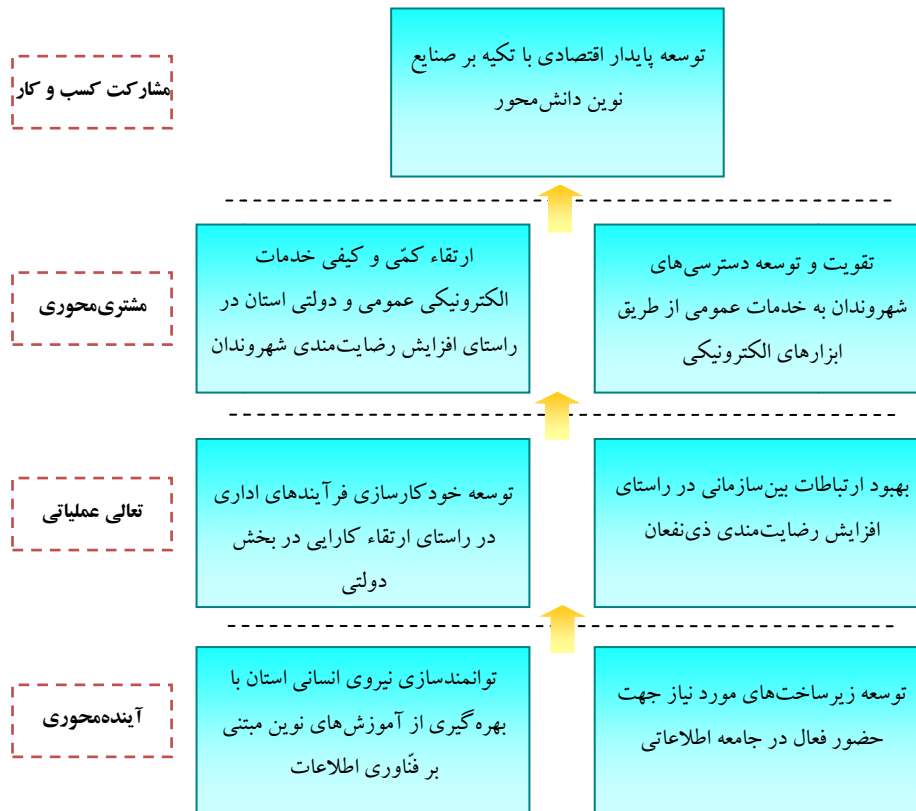 مشارکت کسب و کار
توسعه پایدار اقتصادی با تکیه بر صنایع
نوین دانش‌محور
تقویت و توسعه دسترسی‌های
شهروندان به خدمات عمومی از طریق
ابزارهای الکترونیکی
ارتقاء کمّی و کیفی خدمات
الکترونیکی عمومی و دولتی استان در
راستای افزایش رضایت‌مندی شهروندان
مشتری‌محوری
بهبود ارتباطات بین‌سازمانی در راستای
افزایش رضایت‌مندی ذی‌نفعان
توسعه خودکارسازی فرآیندهای اداری
در راستای ارتقاء کارایی در بخش
دولتی
تعالی عملیاتی
توسعه زیرساخت‌های مورد نیاز جهت
حضور فعال در جامعه اطلاعاتی
توانمندسازی نیروی انسانی استان با
بهره‌گیری از آموزش‌های نوین مبتنی
بر فنّاوری اطلاعات
آینده‌محوری